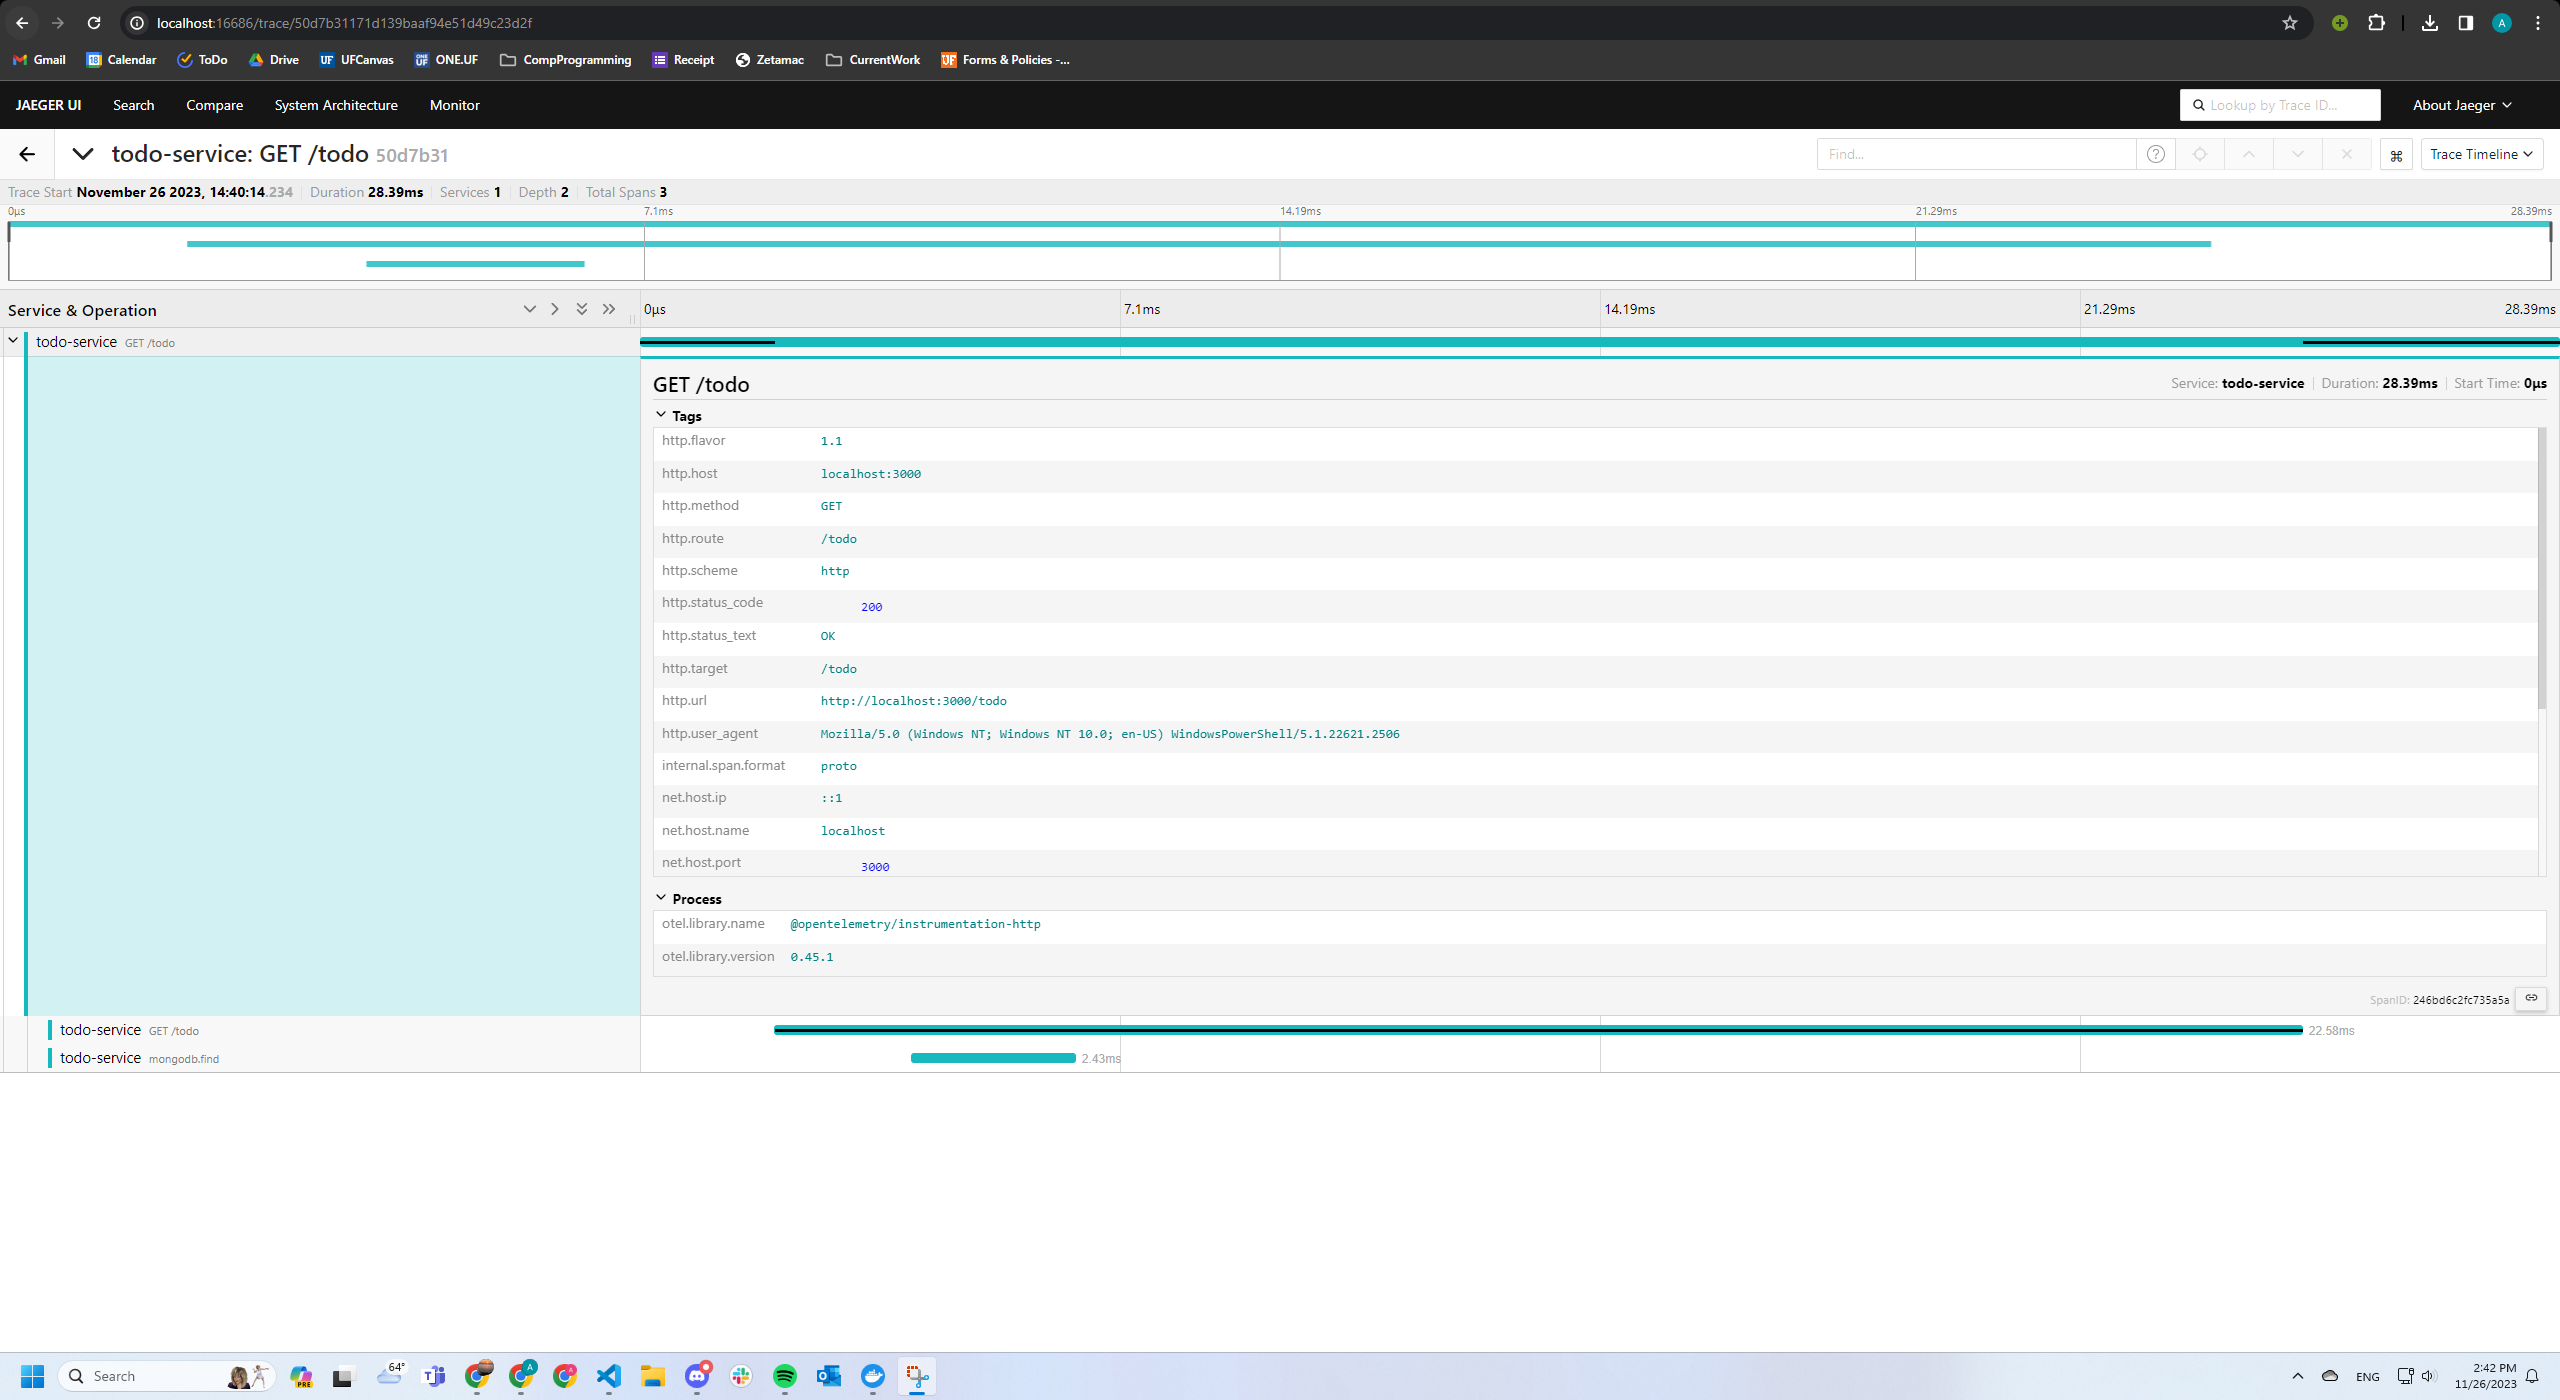 localhost:16686/trace/50d7b31171d139baaf94e51d49c23d2f
Gmail Calendar ToDo Drive UFCanvas ONE.UF CompProgramming Receipt Zetamac CurrentWork Forms & Policies -...
JAEGER UI Search Compare System Architecture Monitor Lookup by Trace ID... About Jaeger
todo-service: GET /todo 50d7b31 Find... Trace Timeline
Trace Start November 26 2023, 14:40:14.234 Duration 28.39ms Services 1 Depth 2 Total Spans 3
0μs 7.1ms 14.19ms 21.29ms 28.39ms
Service & Operation 0μs 7.1ms 14.19ms 21.29ms 28.39ms
todo-service GET /todo
GET /todo Service: todo-service Duration: 28.39ms Start Time: 0μs
Tags
http.flavor 1.1
http.host localhost:3000
http.method GET
http.route /todo
http.scheme http
http.status_code 200
http.status_text OK
http.target /todo
http.url http://localhost:3000/todo
http.user_agent Mozilla/5.0 (Windows NT; Windows NT 10.0; en-US) WindowsPowerShell/5.1.22621.2506
internal.span.format proto
net.host.ip ::1
net.host.name localhost
net.host.port 3000
Process
otel.library.name @opentelemetry/instrumentation-http
otel.library.version 0.45.1
SpanID: 246bd6c2fc735a5a
todo-service GET /todo 22.58ms
todo-service mongodb.find 2.43ms
Search PRE 64° ENG 2:42 PM
11/26/2023